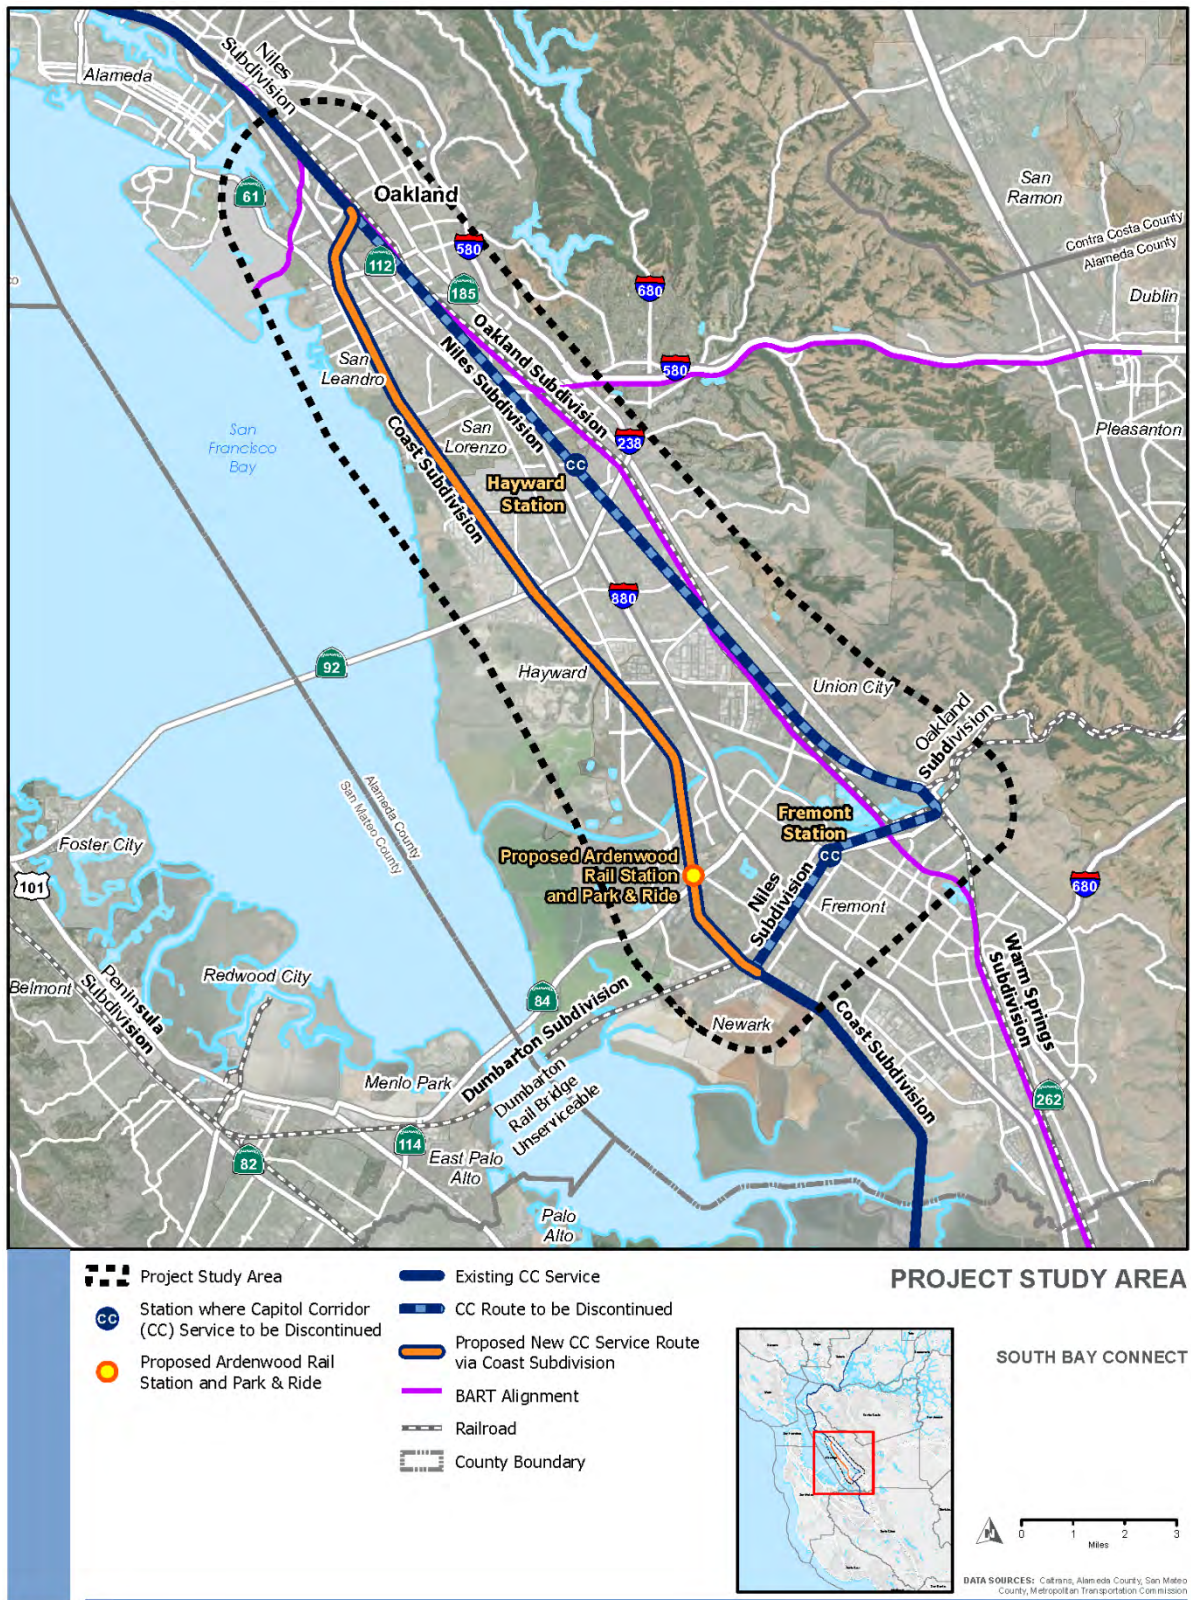 Alameda
Niles
Subdivision
61
Oakland
580
112
185
680
San
Ramon
Contra Costa County
Alameda County
Dublin
580
Oakland Subdivision
Niles Subdivision
San
Leandro
Coast Subdivision
San
Lorenzo
238
Pleasanton
San
Francisco
Bay
CC
Hayward
Station
880
92
Hayward
Union City
Oakland
Subdivision
Alameda County
San Mateo County
Foster City
101
Fremont
Station
CC
Proposed Ardenwood
Rail Station
and Park & Ride
Niles
Subdivision
Fremont
680
Warm Springs
Subdivision
Belmont
Peninsula
Subdivision
Redwood City
84
Dumbarton Subdivision
Newark
Coast Subdivision
Menlo Park
Dumbarton
Rail Bridge
Unserviceable
262
114
82
East Palo
Alto
Palo
Alto
Project Study Area
CC
Station where Capitol Corridor
(CC) Service to be Discontinued
Proposed Ardenwood Rail
Station and Park & Ride
Existing CC Service
CC Route to be Discontinued
Proposed New CC Service Route
via Coast Subdivision
BART Alignment
Railroad
County Boundary
PROJECT STUDY AREA
SOUTH BAY CONNECT
N
0 1 2 3
Miles
DATA SOURCES: Caltrans, Alameda County, San Mateo
County, Metropolitan Transportation Commission